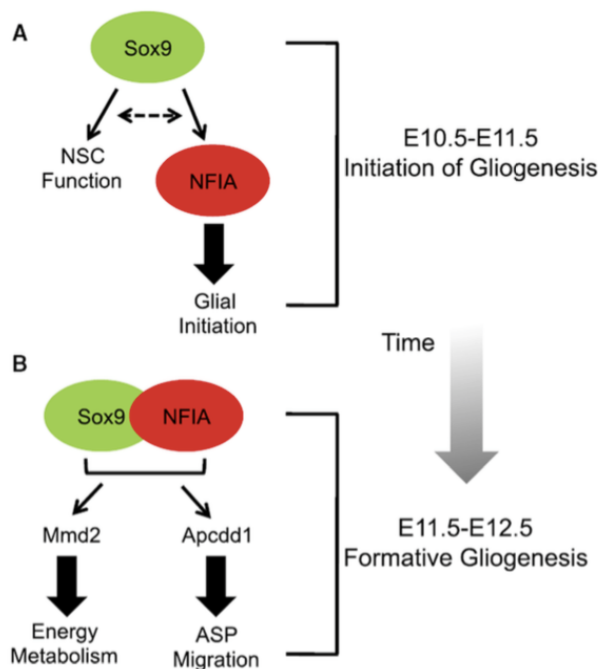 A
Sox9
NSC
Function
NFIA
Glial
Initiation
E10.5-E11.5
Initiation of Gliogenesis
Time
B
Sox9
NFIA
Mmd2
Apcdd1
Energy
Metabolism
ASP
Migration
E11.5-E12.5
Formative Gliogenesis